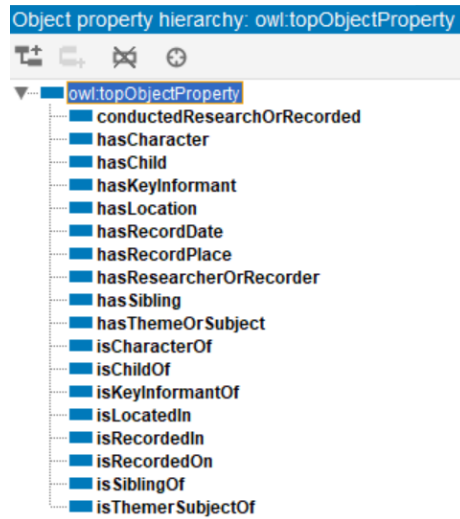 Object property hierarchy: owl:topObjectProperty
owl:topObjectProperty
conductedResearchOrRecorded
hasCharacter
hasChild
hasKeyInformant
hasLocation
hasRecordDate
hasRecordPlace
hasResearcherOrRecorder
hasSibling
hasThemeOrSubject
isCharacterOf
isChildOf
isKeyInformantOf
isLocatedIn
isRecordedIn
isRecordedOn
isSiblingOf
isThemerSubjectOf